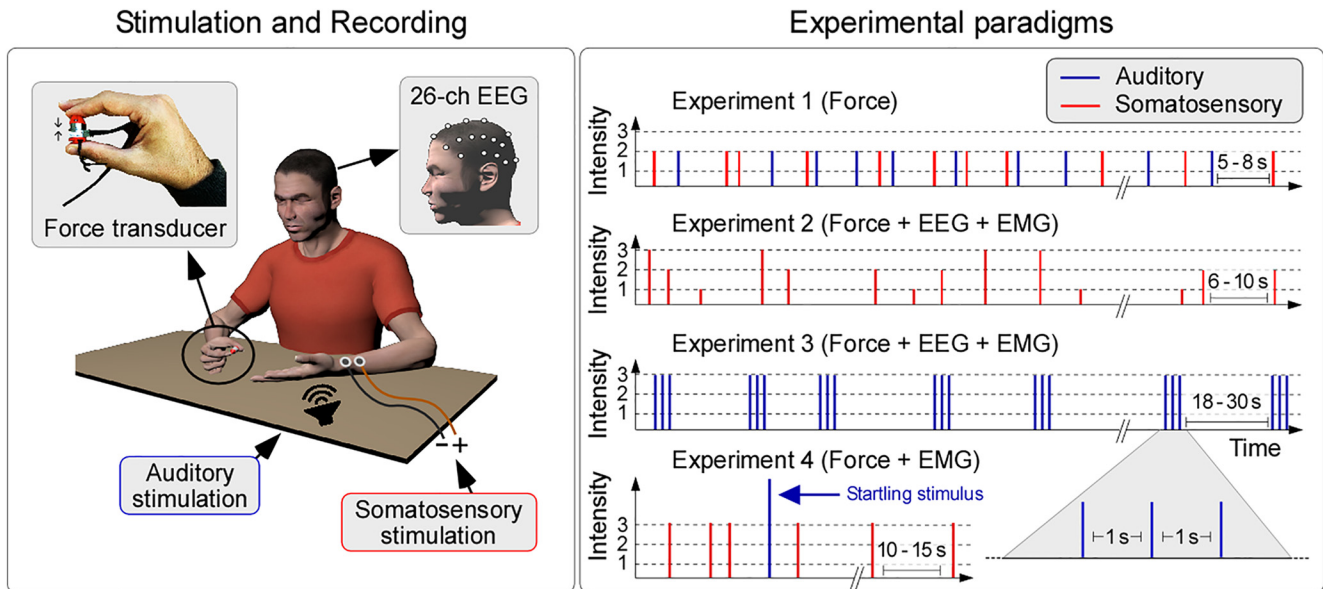 Stimulation and Recording
Force transducer
26-ch EEG
- +
Auditory
stimulation
Somatosensory
stimulation
Experimental paradigms
Auditory
Somatosensory
Experiment 1 (Force)
Intensity
3
2
1
5 - 8 s
Experiment 2 (Force + EEG + EMG)
Intensity
3
2
1
6 - 10 s
Experiment 3 (Force + EEG + EMG)
Intensity
3
2
1
18 - 30 s
Time
Experiment 4 (Force + EMG)
Intensity
3
2
1
Startling stimulus
10 - 15 s
1 s
1 s